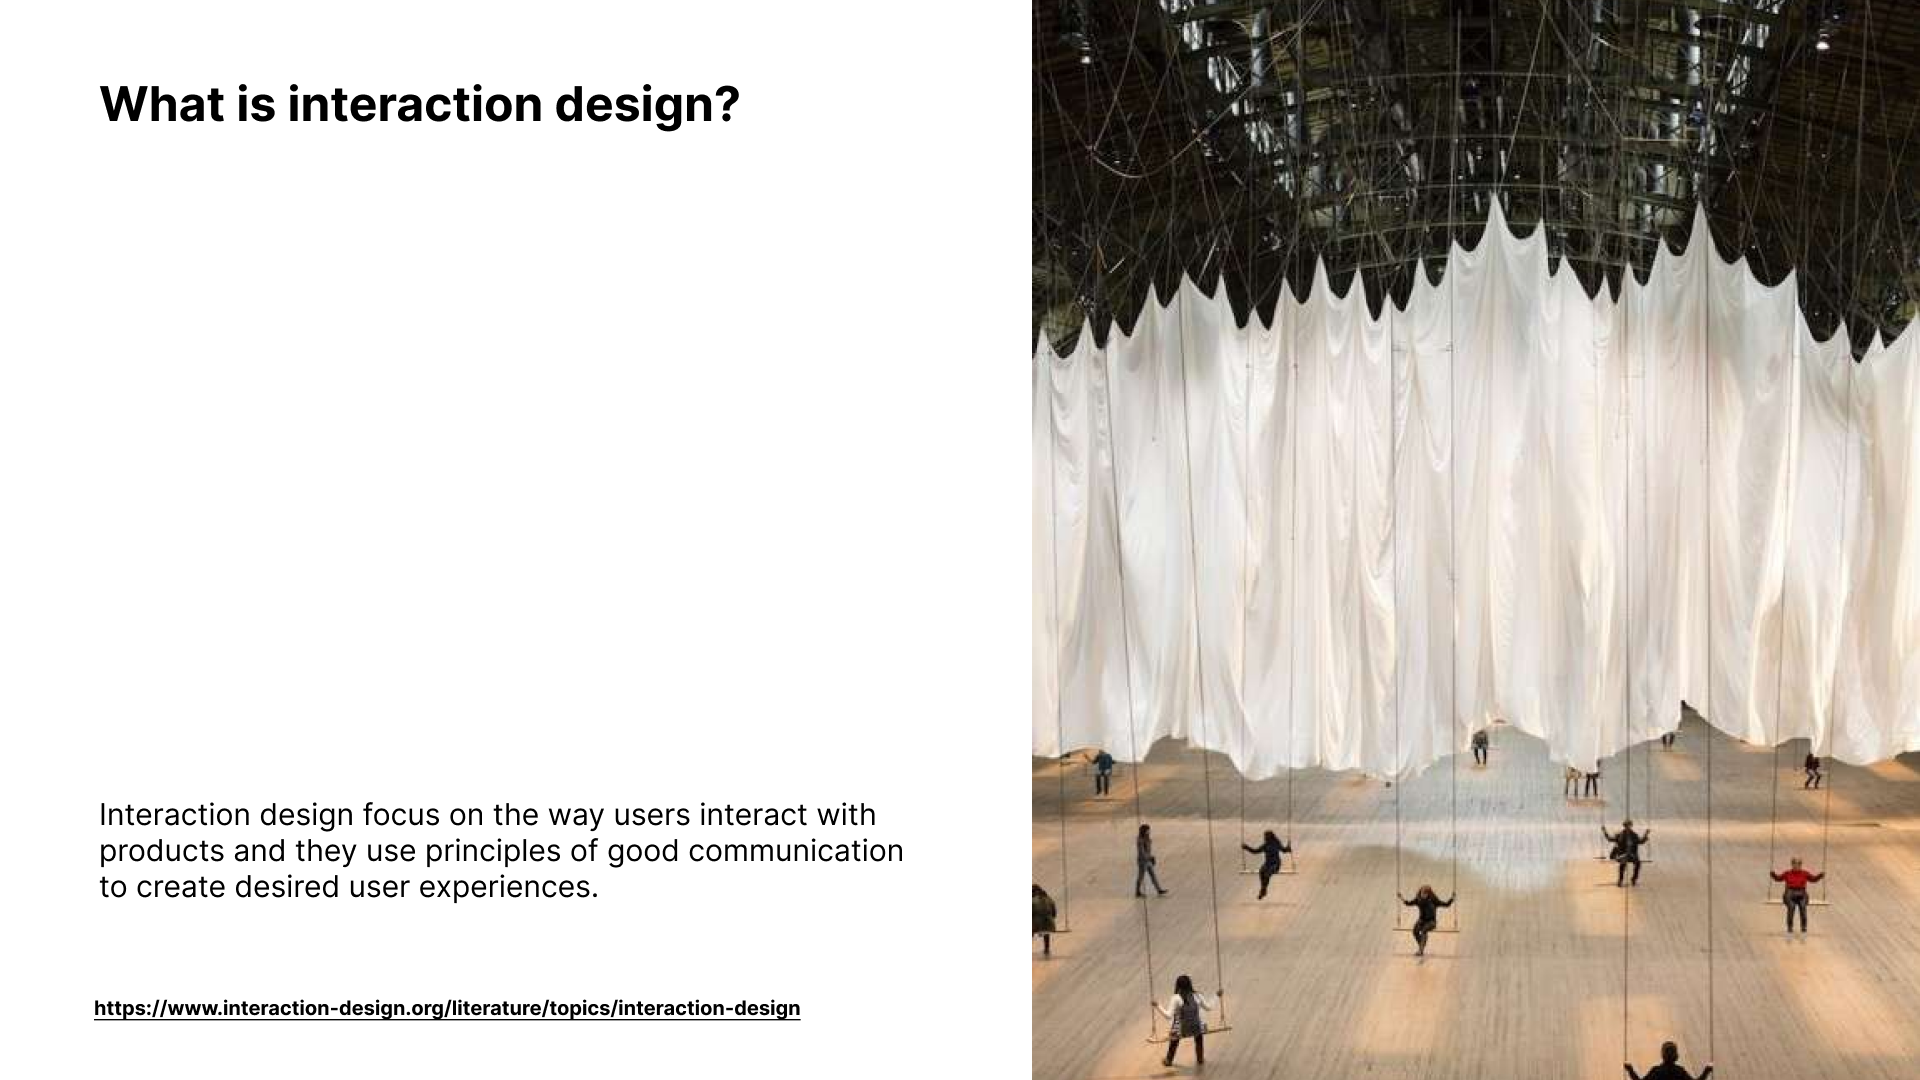 What is interaction design?
Interaction design focus on the way users interact with
products and they use principles of good communication
to create desired user experiences.
https://www.interaction-design.org/literature/topics/interaction-design